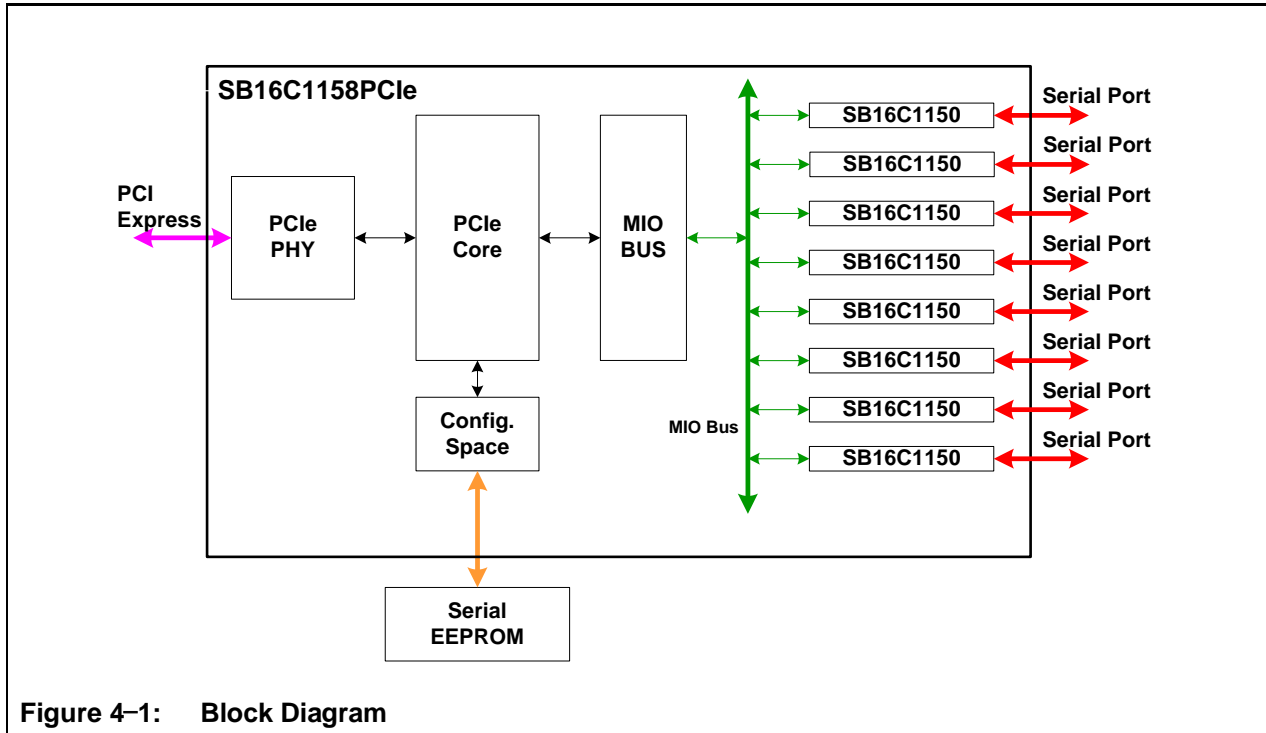 SB16C1158PCIe
PCI
Express
PCIe
PHY
PCIe
Core
MIO
BUS
Config.
Space
Serial
EEPROM
MIO Bus
SB16C1150
Serial Port
SB16C1150
Serial Port
SB16C1150
Serial Port
SB16C1150
Serial Port
SB16C1150
Serial Port
SB16C1150
Serial Port
SB16C1150
Serial Port
SB16C1150
Serial Port
Figure 4–1: Block Diagram